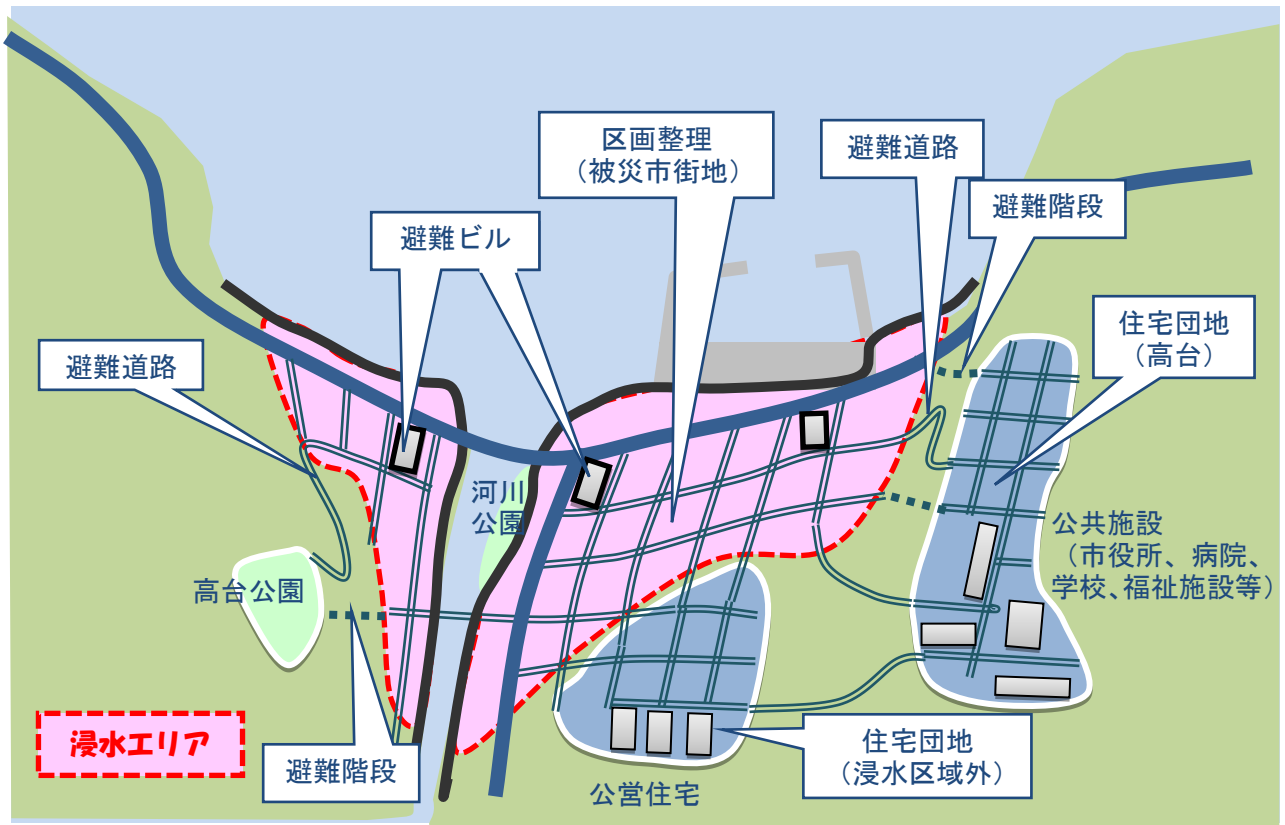 区画整理
（被災市街地）
避難道路
避難階段
避難ビル
住宅団地
（高台）
避難道路
河川
公園
公共施設
（市役所、病院、
学校、福祉施設等）
高台公園
浸水エリア
避難階段
住宅団地
（浸水区域外）
公営住宅